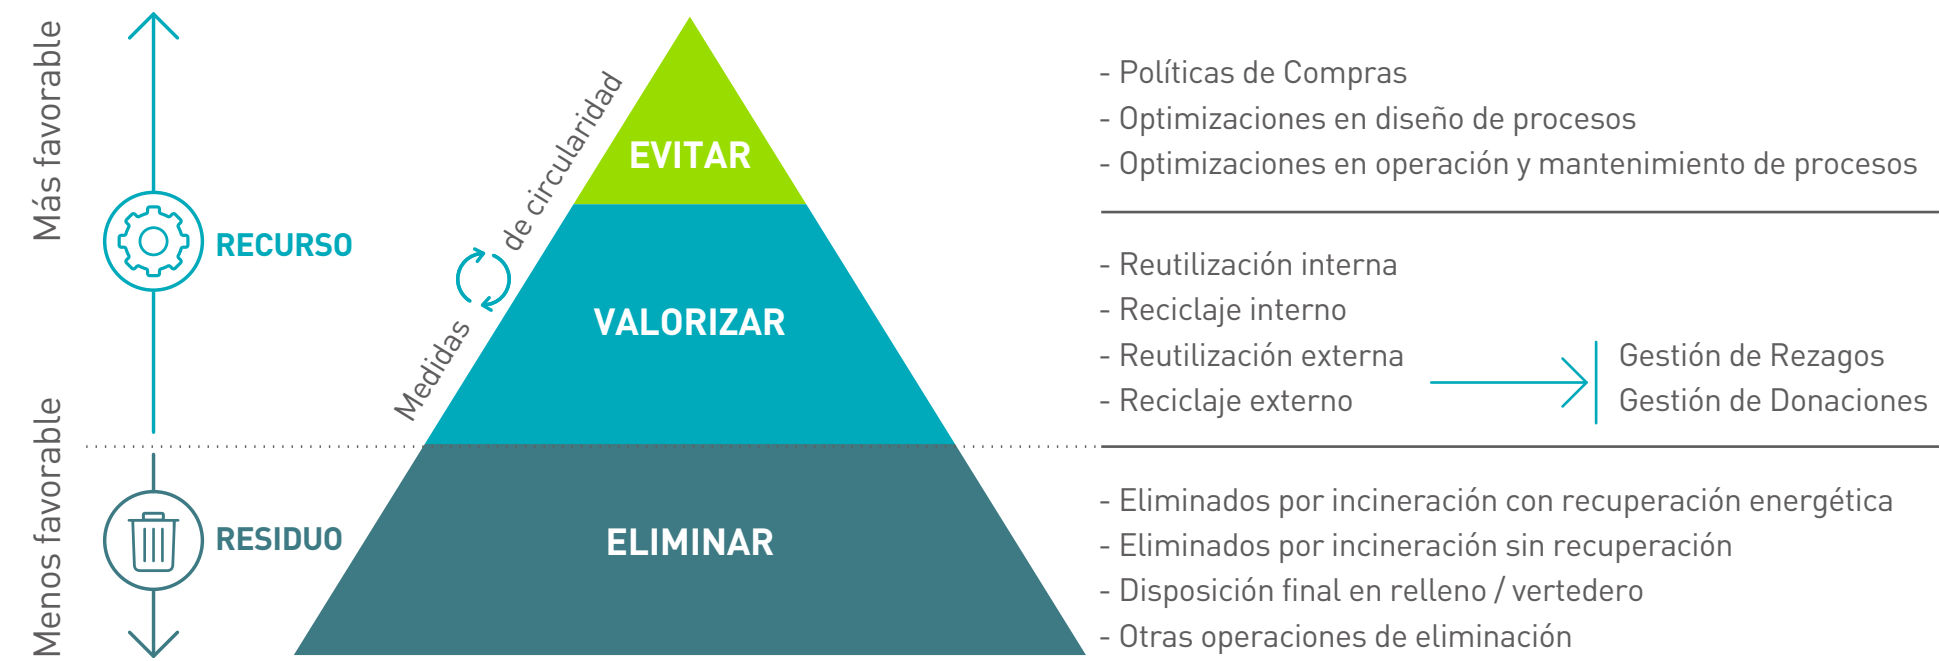 Más favorable
Menos favorable
RECURSO
RESIDUO
Medidas de circularidad
EVITAR
VALORIZAR
ELIMINAR
- Políticas de Compras
- Optimizaciones en diseño de procesos
- Optimizaciones en operación y mantenimiento de procesos
- Reutilización interna
- Reciclaje interno
- Reutilización externa
- Reciclaje externo
Gestión de Rezagos
Gestión de Donaciones
- Eliminados por incineración con recuperación energética
- Eliminados por incineración sin recuperación
- Disposición final en relleno / vertedero
- Otras operaciones de eliminación